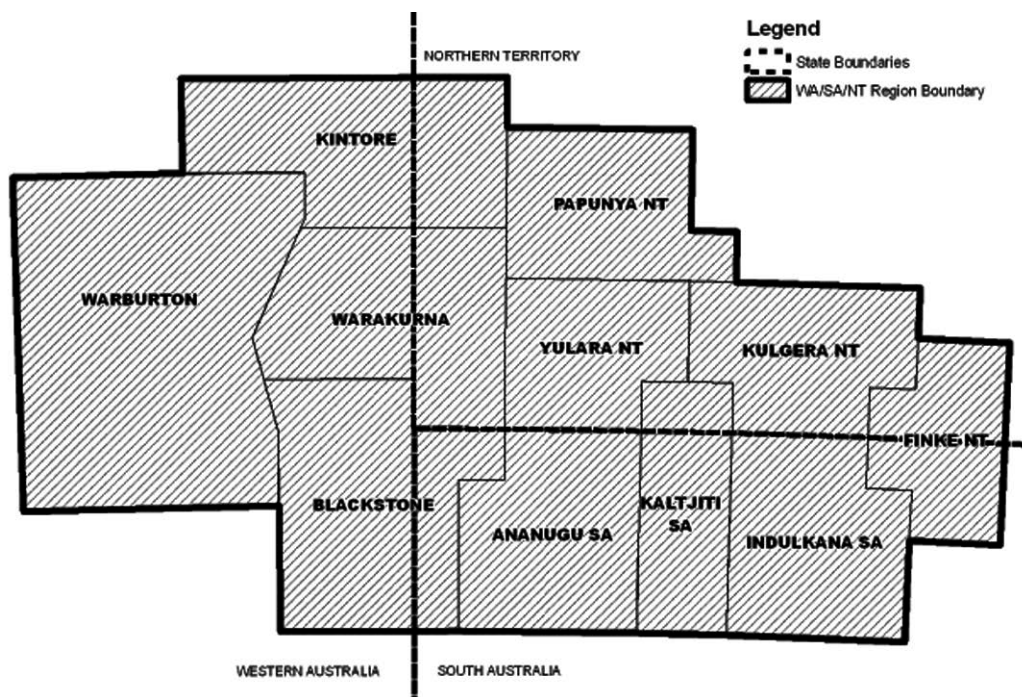 NORTHERN TERRITORY
Legend
State Boundaries
WA/SA/NT Region Boundary
KINTORE
PAPUNYA NT
WARBURTON
WARAKURNA
YULARA NT
KULGERA NT
FINKE NT
BLACKSTONE
ANANUGU SA
KALTJITI
SA
INDULKANA SA
WESTERN AUSTRALIA
SOUTH AUSTRALIA